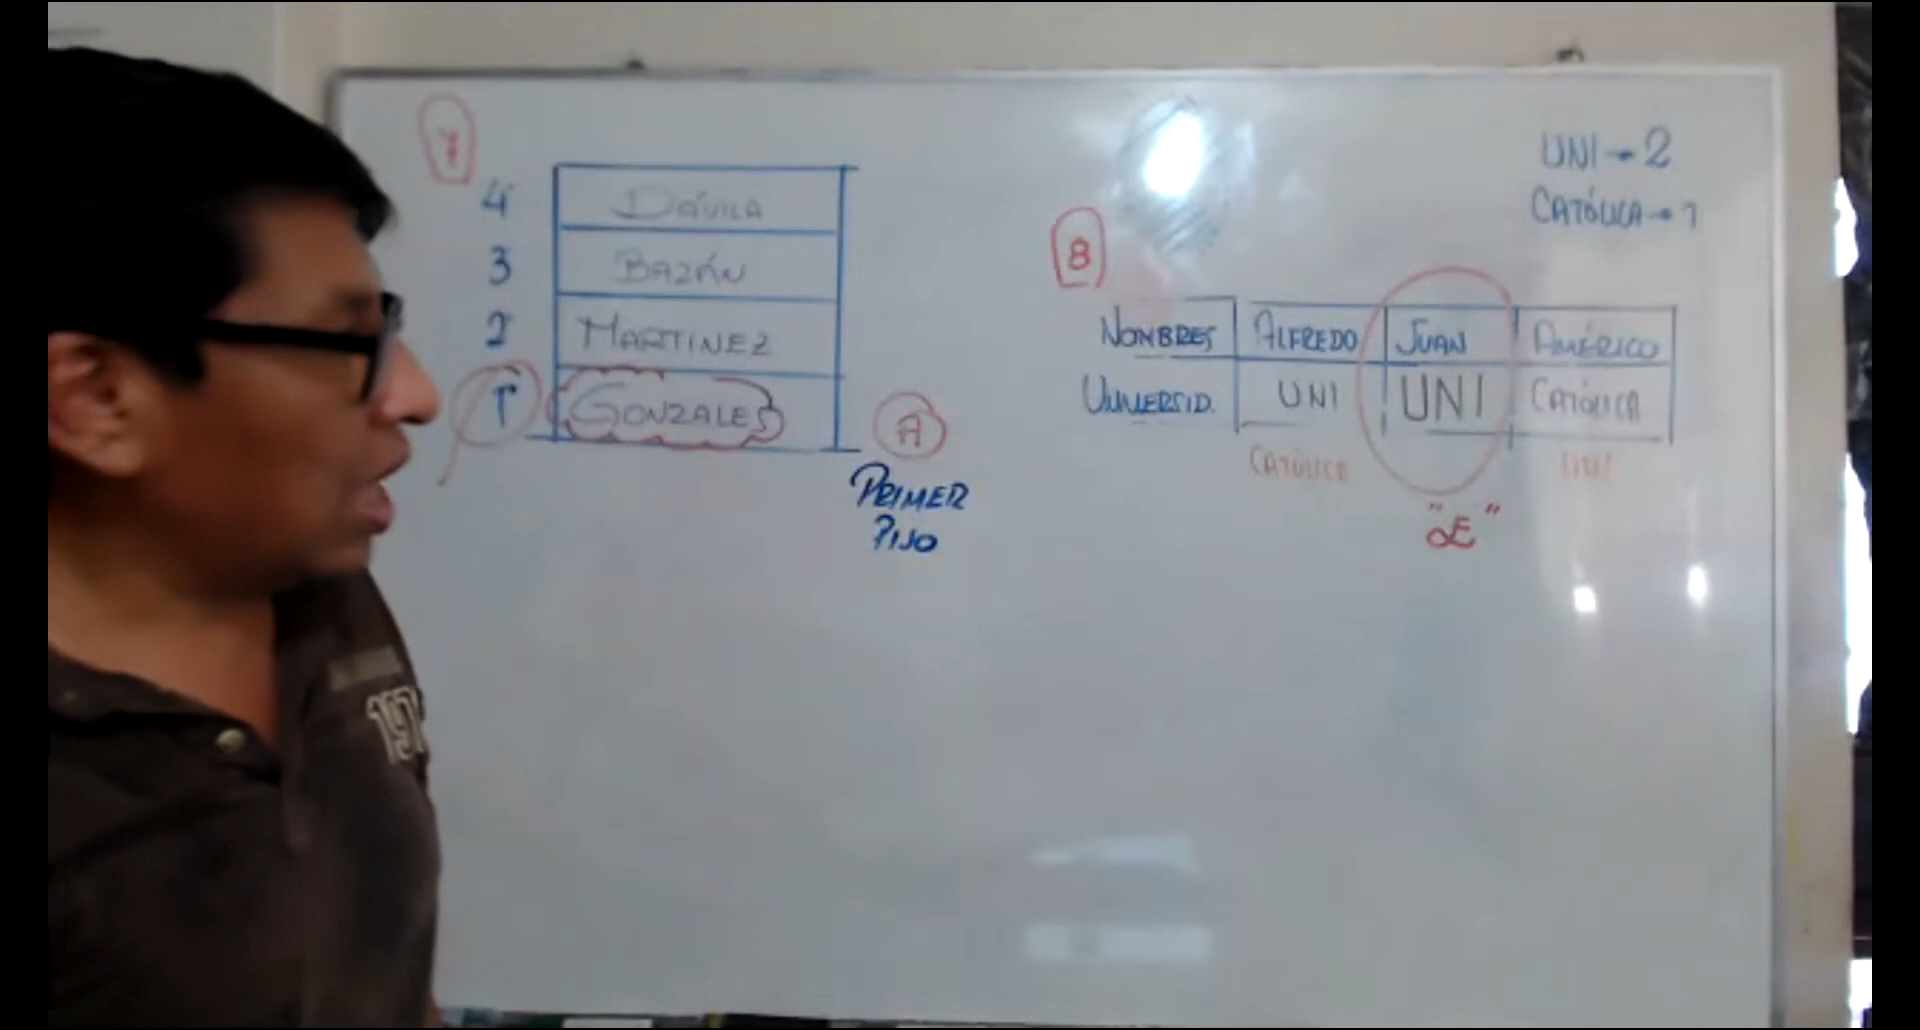 7
4 DÁVILA
3 BAZÁN
2 MARTINEZ
1 GONZALES
A
PRIMER
PISO
UNI → 2
CATÓLICA → 1
8
NOMBRES ALFREDO JUAN AMÉRICO
UNIVERSID. UNI UNI CATÓLICA
CATÓLICA UNI
"E"
197